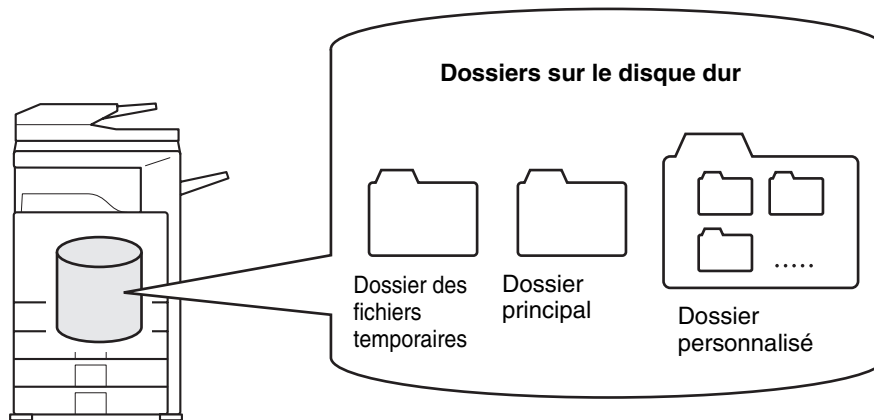 Dossiers sur le disque dur
Dossier des
fichiers
temporaires
Dossier
principal
.....
Dossier
personnalisé